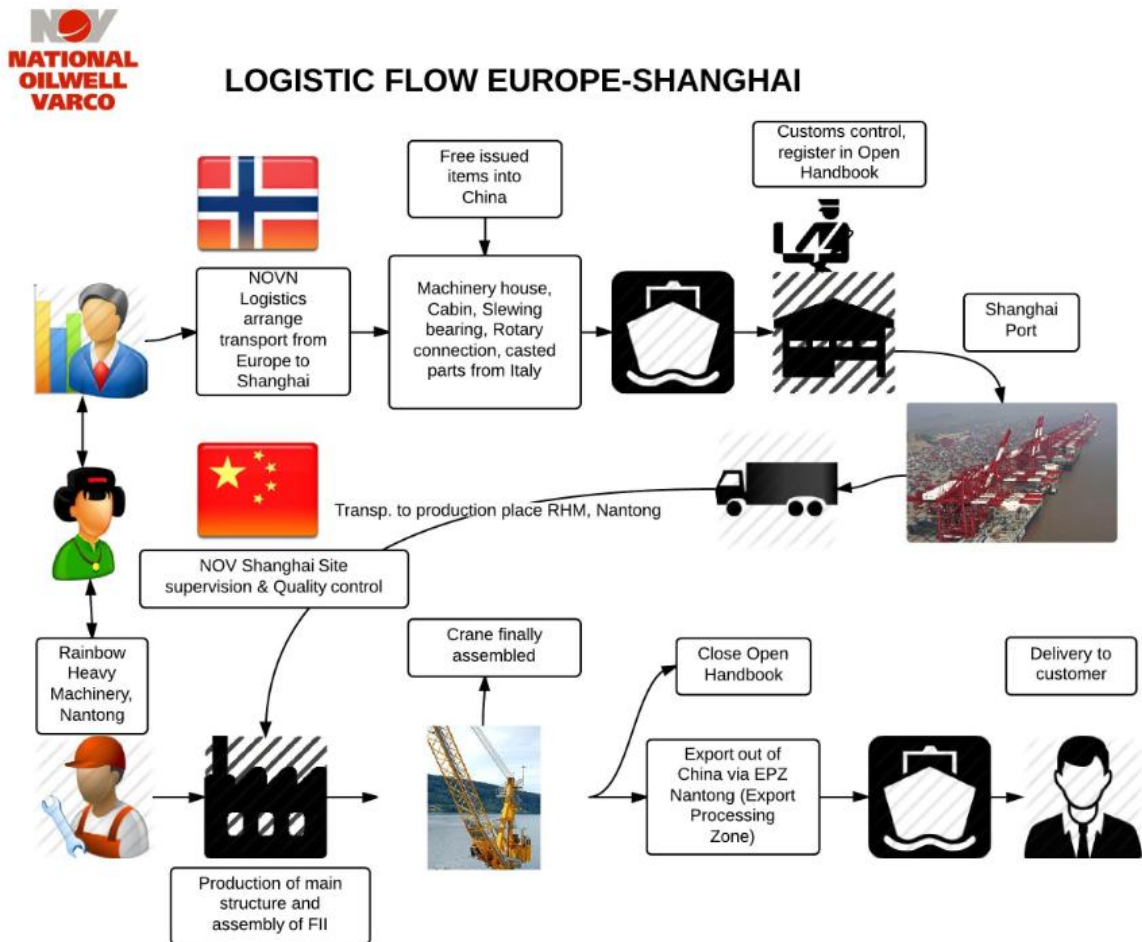 NOV
NATIONAL
OILWELL
VARCO
LOGISTIC FLOW EUROPE-SHANGHAI
Customs control,
register in Open
Handbook
Free issued
items into
China
NOVN
Logistics
arrange
transport from
Europe to
Shanghai
Machinery house,
Cabin, Slewing
bearing, Rotary
connection, casted
parts from Italy
Shanghai
Port
Transp. to production place RHM, Nantong
NOV Shanghai Site
supervision & Quality control
Rainbow
Heavy
Machinery,
Nantong
Crane finally
assembled
Close Open
Handbook
Delivery to
customer
Export out of
China via EPZ
Nantong (Export
Processing
Zone)
Production of main
structure and
assembly of FII